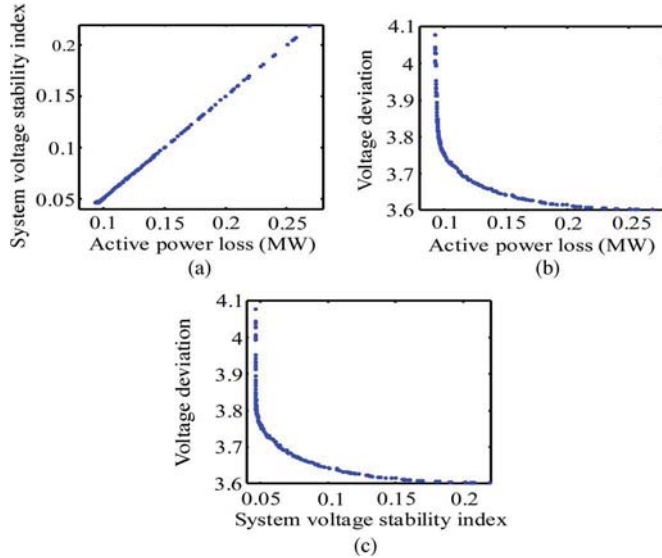 System voltage stability index
0.2
0.15
0.1
0.05
0.1 0.15 0.2 0.25
Active power loss (MW)
(a)
Voltage deviation
4.1
4
3.9
3.8
3.7
3.6
0.1 0.15 0.2 0.25
Active power loss (MW)
(b)
Voltage deviation
4.1
4
3.9
3.8
3.7
3.6
0.05 0.1 0.15 0.2
System voltage stability index
(c)